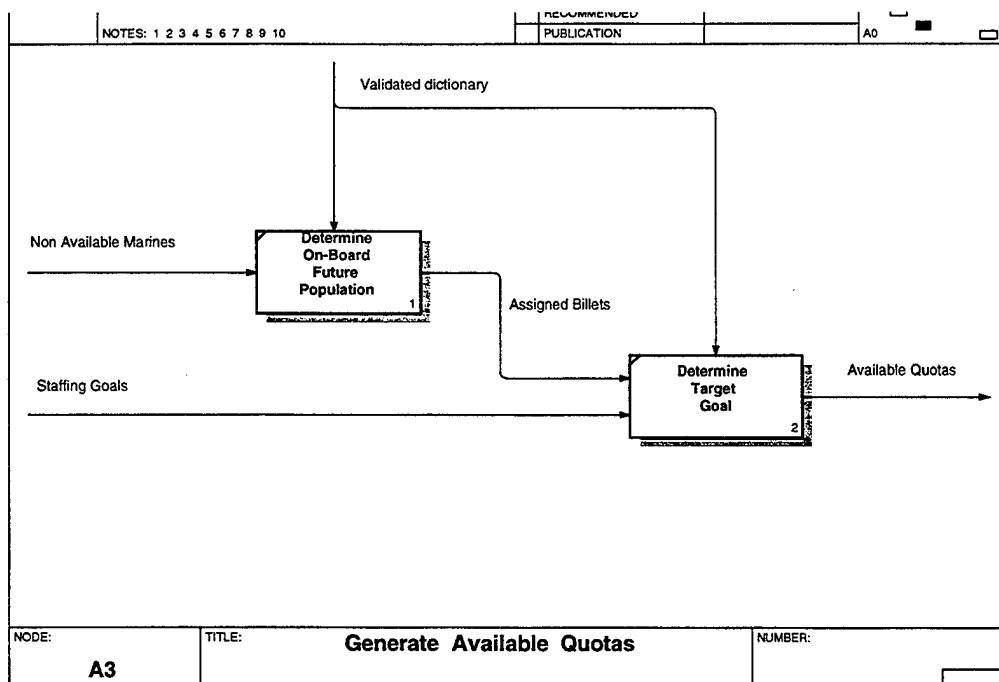 RECOMMENDED
NOTES: 1 2 3 4 5 6 7 8 9 10
PUBLICATION
A0
Validated dictionary
Non Available Marines
Determine
On-Board
Future
Population
1
Assigned Billets
Staffing Goals
Determine
Target
Goal
2
Available Quotas
NODE:
A3
TITLE:
Generate Available Quotas
NUMBER: